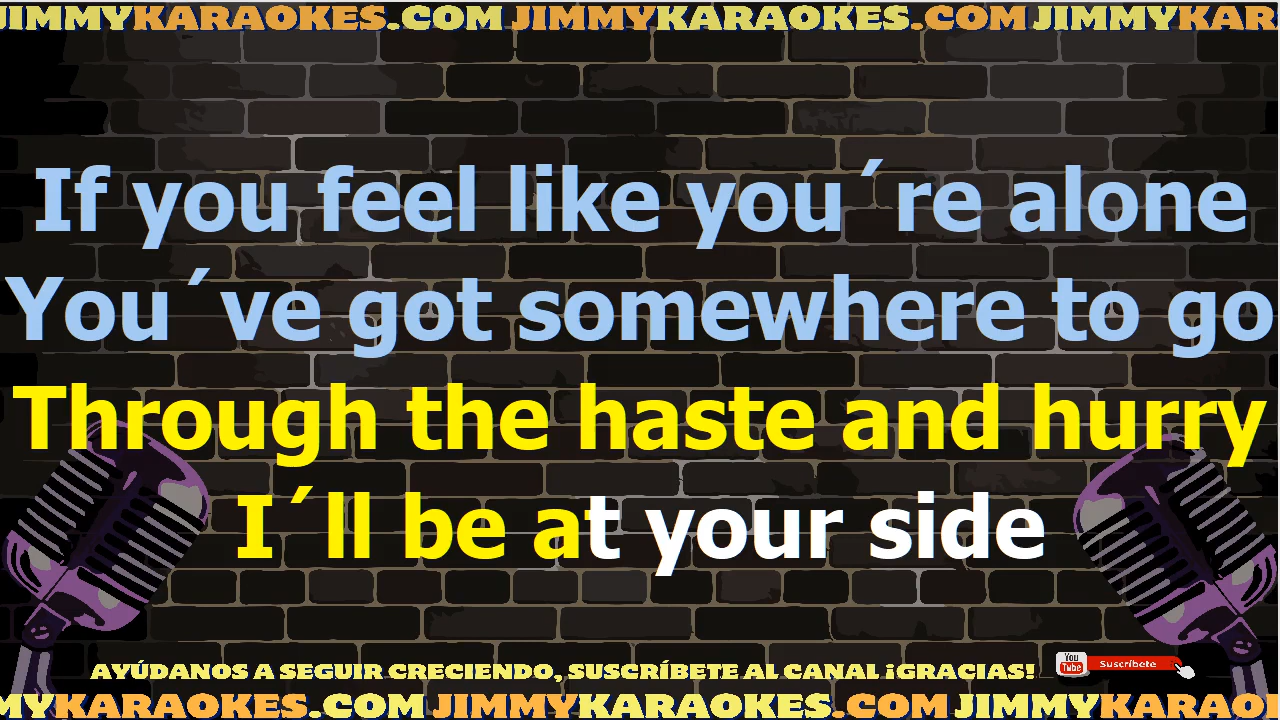 JIMMYKARAOKES.COM JIMMYKARAOKES.COM JIMMYKAR
If you feel like you´re alone
You´ve got somewhere to go
Through the haste and hurry
I´ll be at your side
AYÚDANOS A SEGUIR CRECIENDO, SUSCRÍBETE AL CANAL ¡GRACIAS!
You Tube Suscríbete
MYKARAOKES.COM JIMMYKARAOKES.COM JIMMYKARAOK